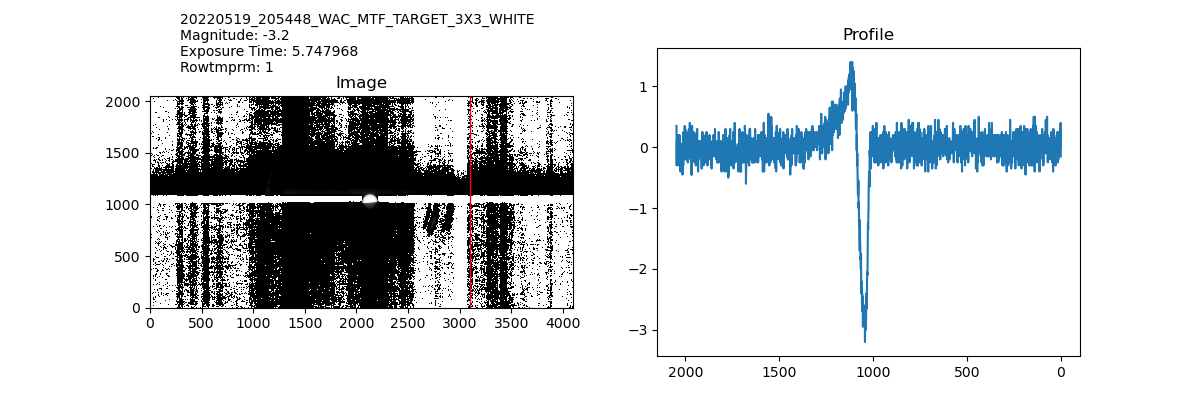 20220519_205448_WAC_MTF_TARGET_3X3_WHITE
Magnitude: -3.2
Exposure Time: 5.747968
Rowtmprm: 1
Image
2000
1500
1000
500
0
0 500 1000 1500 2000 2500 3000 3500 4000
Profile
1
0
−1
−2
−3
2000 1500 1000 500 0